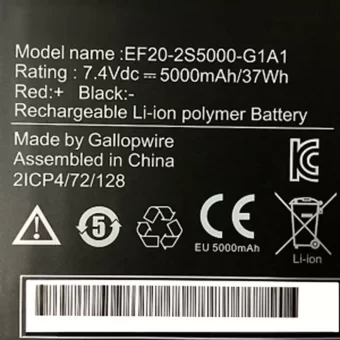 Model name :EF20-2S5000-G1A1
Rating : 7.4Vdc ⎓ 5000mAh/37Wh
Red:+ Black:-
Rechargeable Li-ion polymer Battery
Made by Gallopwire
Assembled in China
2ICP4/72/128
5
EU 5000mAh
Li-ion